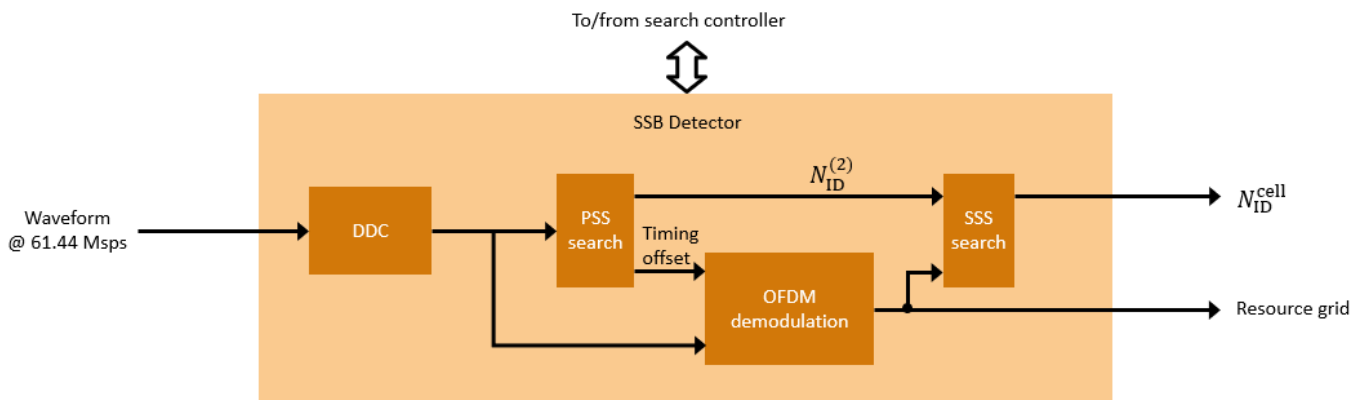 To/from search controller
SSB Detector
Waveform
@ 61.44 Msps
DDC
PSS
search
N_ID^(2)
Timing
offset
OFDM
demodulation
SSS
search
N_ID^cell
Resource grid